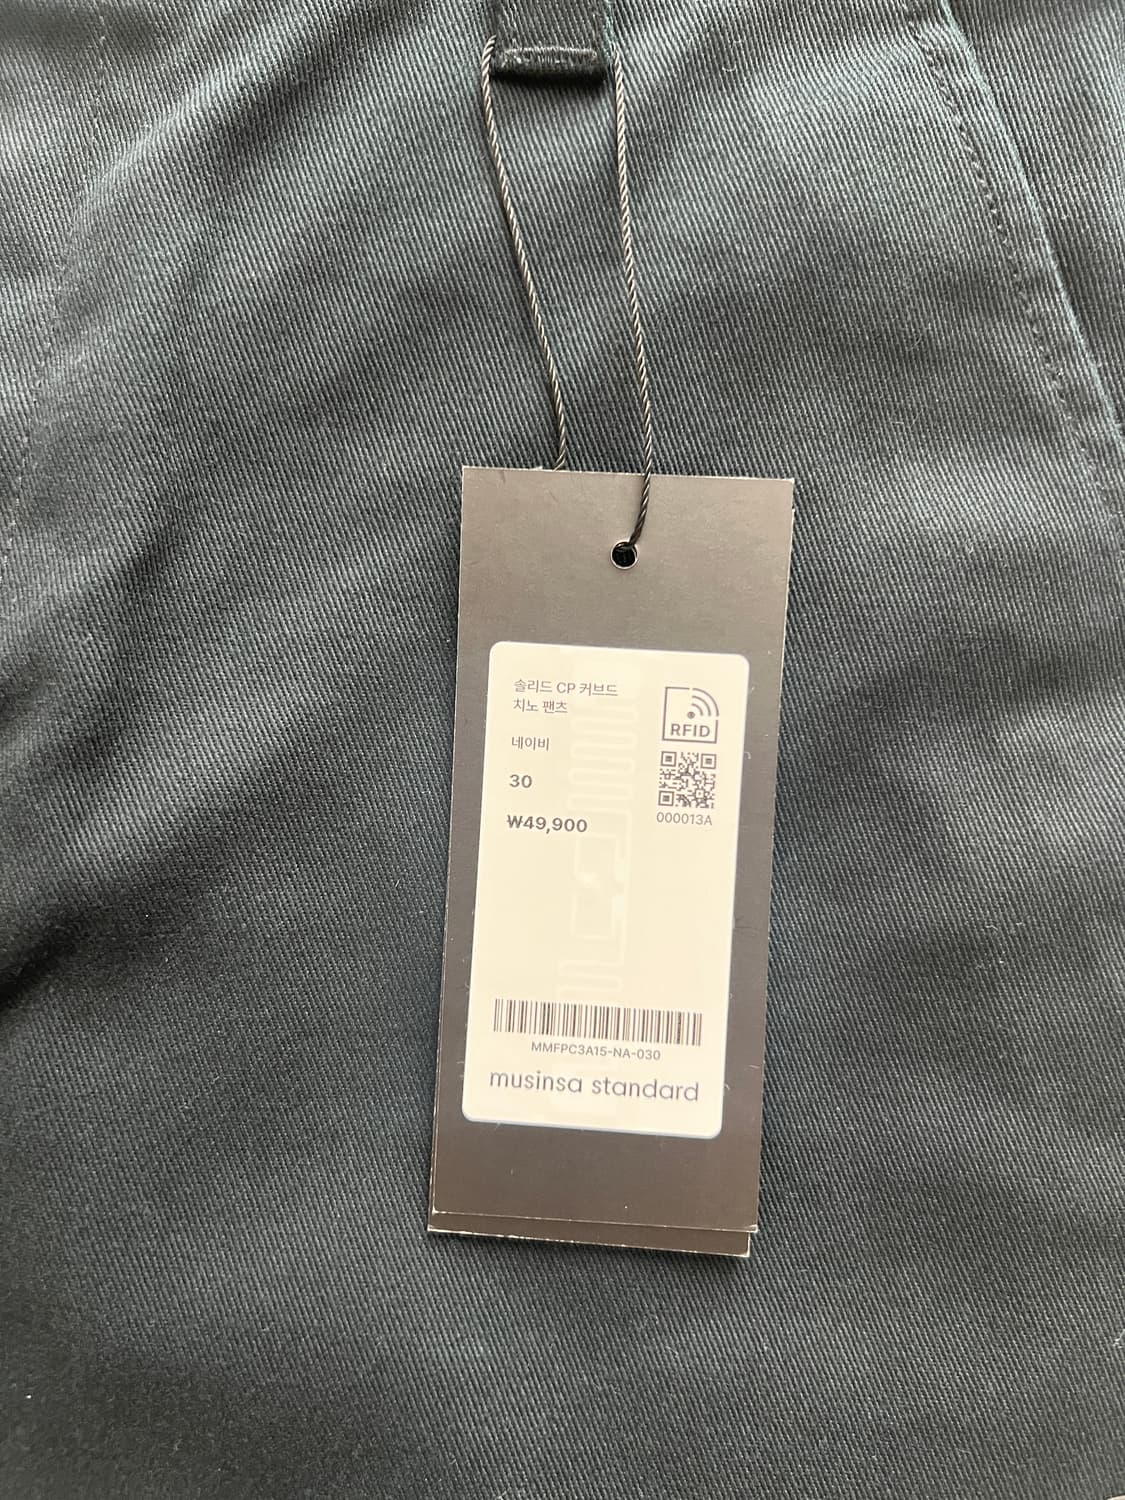 솔리드 CP 커브드
치노 팬츠
네이비
30
₩49,900
RFID
000013A
MMFPC3A15-NA-030
musinsa standard